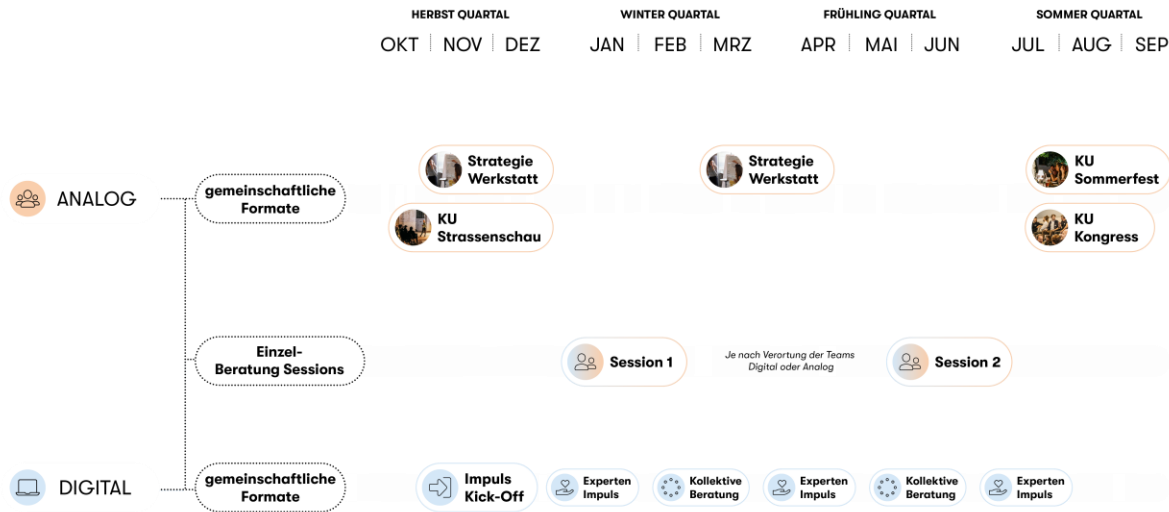 HERBST QUARTAL
WINTER QUARTAL
FRÜHLING QUARTAL
SOMMER QUARTAL
OKT
NOV
DEZ
JAN
FEB
MRZ
APR
MAI
JUN
JUL
AUG
SEP
ANALOG
gemeinschaftliche
Formate
Strategie
Werkstatt
KU
Strassenschau
Strategie
Werkstatt
KU
Sommerfest
KU
Kongress
Einzel-
Beratung Sessions
Session 1
Je nach Verortung der Teams
Digital oder Analog
Session 2
DIGITAL
gemeinschaftliche
Formate
Impuls
Kick-Off
Experten
Impuls
Kollektive
Beratung
Experten
Impuls
Kollektive
Beratung
Experten
Impuls